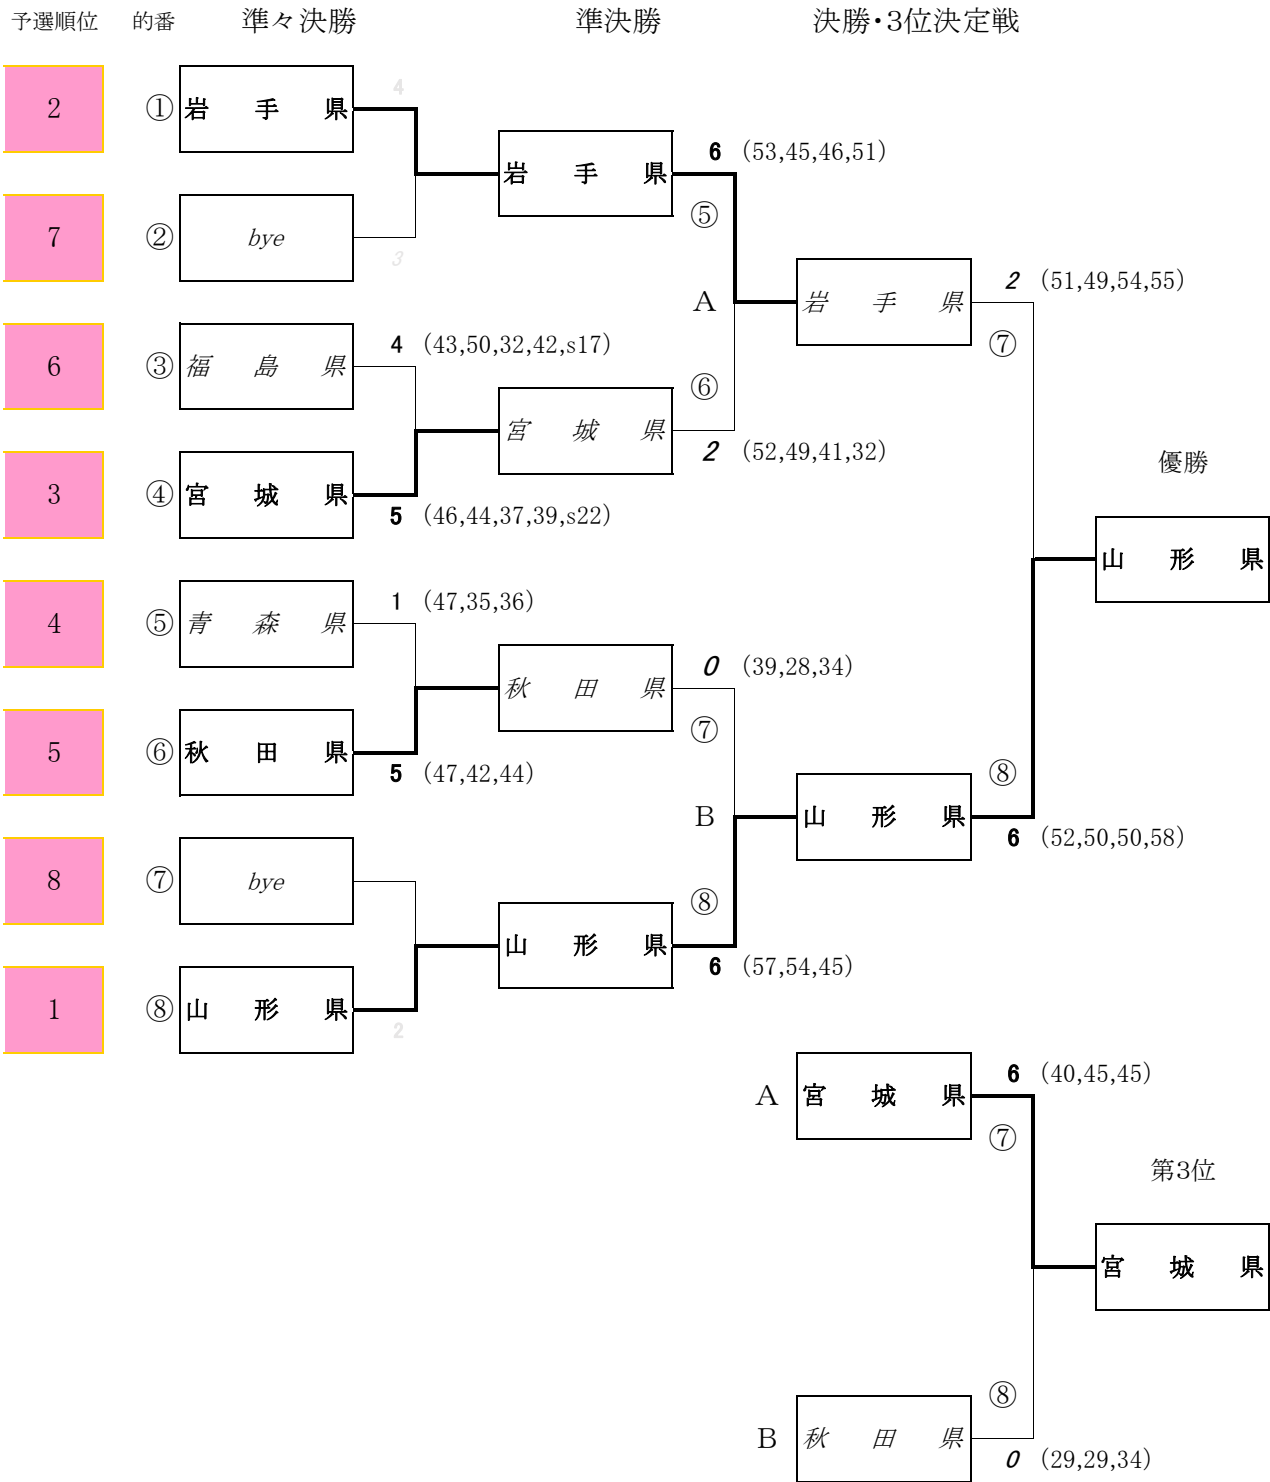 予選順位 的番 準々決勝 準決勝 決勝・3位決定戦
4
2 ① 岩 手 県
6 (53,45,46,51)
岩 手 県
⑤
7 ② bye
3
2 (51,49,54,55)
A 岩 手 県
⑦
4 (43,50,32,42,s17)
6 ③ 福 島 県
⑥
宮 城 県
2 (52,49,41,32)
優勝
3 ④ 宮 城 県
5 (46,44,37,39,s22)
山 形 県
1 (47,35,36)
4 ⑤ 青 森 県
0 (39,28,34)
秋 田 県
⑦
5 ⑥ 秋 田 県
5 (47,42,44)
⑧
B 山 形 県
6 (52,50,50,58)
8 ⑦ bye
⑧
山 形 県
6 (57,54,45)
1 ⑧ 山 形 県
2
6 (40,45,45)
A 宮 城 県
⑦
第3位
宮 城 県
⑧
B 秋 田 県
0 (29,29,34)